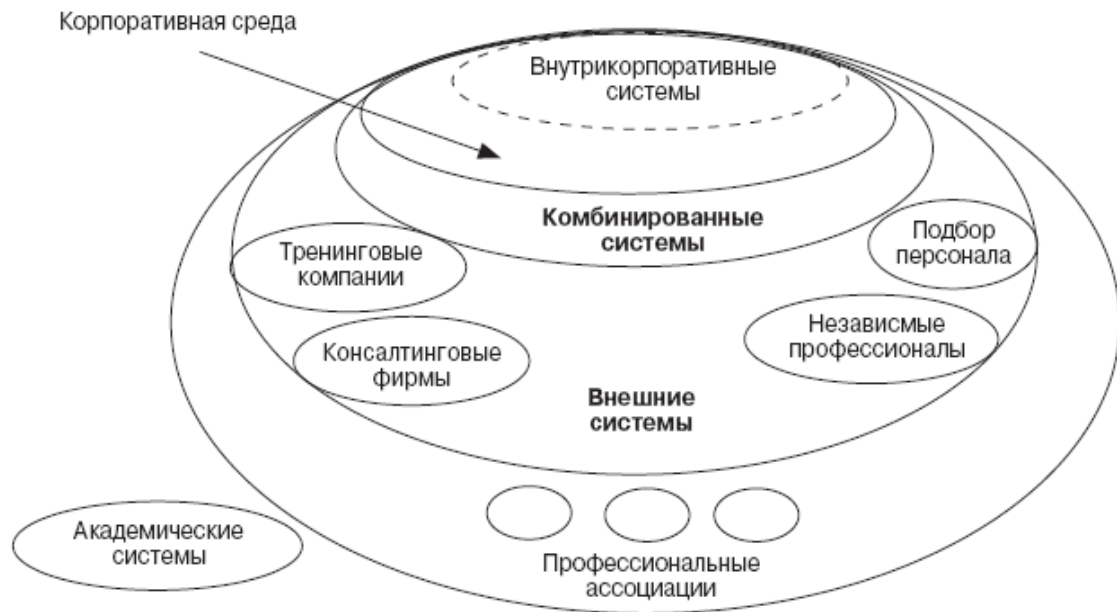 Корпоративная среда
Внутрикорпоративные
системы
Комбинированные
системы
Подбор
персонала
Тренинговые
компании
Независмые
профессионалы
Консалтинговые
фирмы
Внешние
системы
Академические
системы
Профессиональные
ассоциации